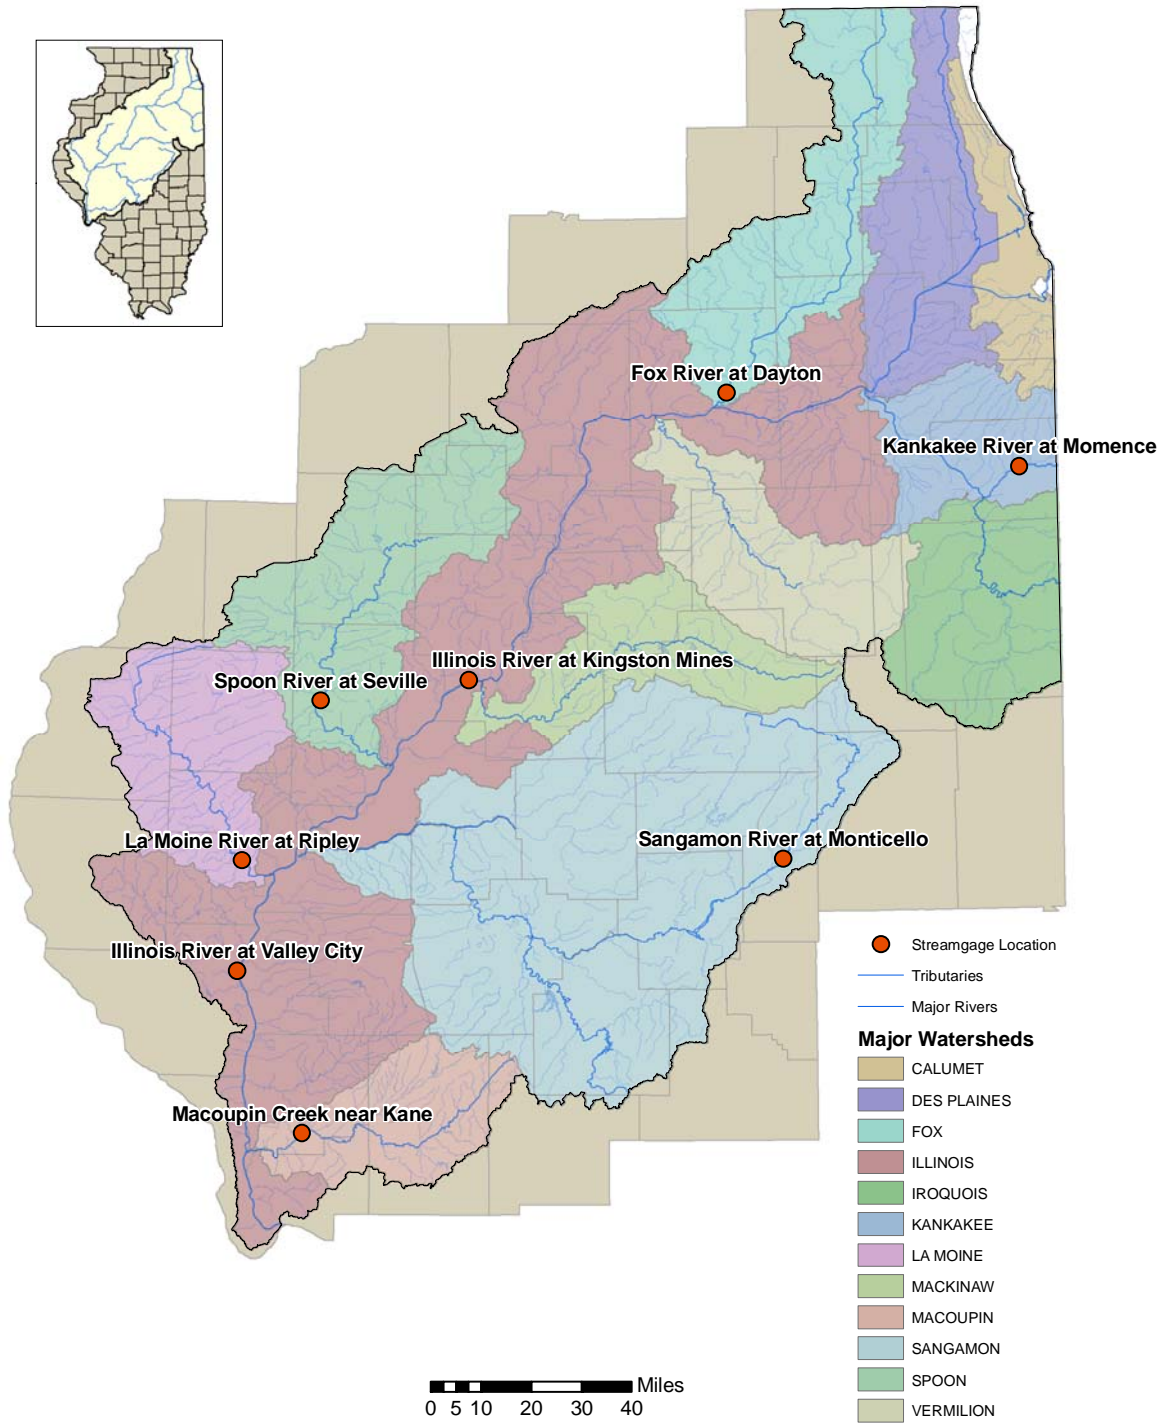 Fox River at Dayton
Kankakee River at Momence
Illinois River at Kingston Mines
Spoon River at Seville
La Moine River at Ripley
Sangamon River at Monticello
Illinois River at Valley City
Macoupin Creek near Kane
Streamgage Location
Tributaries
Major Rivers
Major Watersheds
CALUMET
DES PLAINES
FOX
ILLINOIS
IROQUOIS
KANKAKEE
LA MOINE
MACKINAW
MACOUPIN
SANGAMON
SPOON
VERMILION
Miles
0 5 10 20 30 40